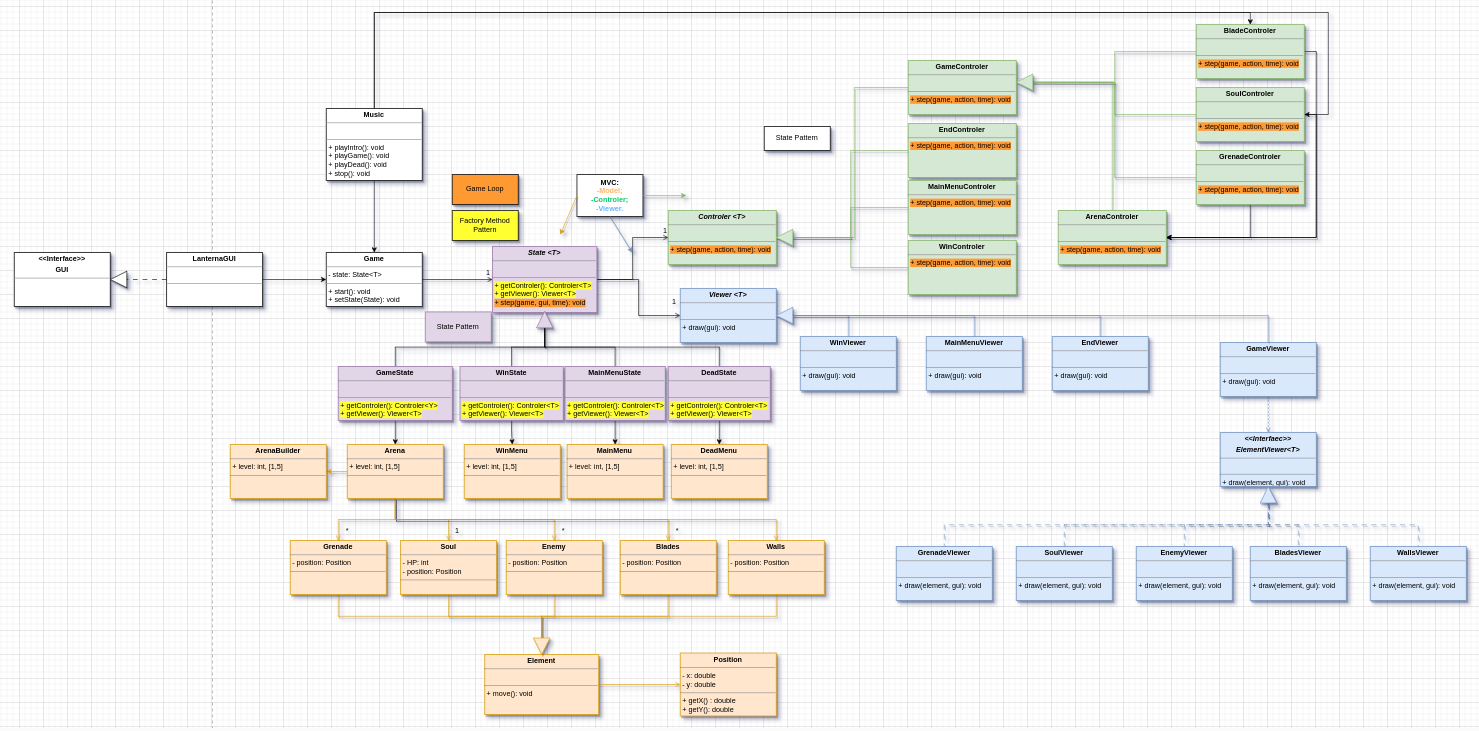 BladeControler
+ step(game, action, time): void
GameControler
+ step(game, action, time): void
SoulControler
+ step(game, action, time): void
Music
+ playIntro(): void
+ playGame(): void
+ playDead(): void
+ stop(): void
State Pattern
EndControler
+ step(game, action, time): void
GrenadeControler
+ step(game, action, time): void
Game Loop
MVC:
-Model;
-Controler;
-Viewer.
MainMenuControler
+ step(game, action, time): void
Factory Method
Pattern
Controler <T>
+ step(game, action, time): void
1
ArenaControler
+ step(game, action, time): void
WinControler
+ step(game, action, time): void
<<Interface>>
GUI
LanternaGUI
Game
- state: State<T>
+ start(): void
+ setState(State): void
1
State <T>
+ getControler(): Controler<T>
+ getViewer(): Viewer<T>
+ step(game, gui, time): void
State Pattern
1
Viewer <T>
+ draw(gui): void
WinViewer
+ draw(gui): void
MainMenuViewer
+ draw(gui): void
EndViewer
+ draw(gui): void
GameViewer
+ draw(gui): void
GameState
+ getControler(): Controler<Y>
+ getViewer(): Viewer<T>
WinState
+ getControler(): Controler<T>
+ getViewer(): Viewer<T>
MainMenuState
+ getControler(): Controler<T>
+ getViewer(): Viewer<T>
DeadState
+ getControler(): Controler<T>
+ getViewer(): Viewer<T>
ArenaBuilder
+ level: int, [1,5]
Arena
WinMenu
+ level: int, [1,5]
MainMenu
+ level: int, [1,5]
DeadMenu
+ level: int, [1,5]
+ level: int, [1,5]
<<Interfaec>>
ElementViewer<T>
+ draw(element, gui): void
*
1
*
*
Grenade
- position: Position
Soul
- HP: int
- position: Position
Enemy
- position: Position
Blades
- position: Position
Walls
- position: Position
GrenadeViewer
+ draw(element, gui): void
SoulViewer
+ draw(element, gui): void
EnemyViewer
+ draw(element, gui): void
BladesViewer
+ draw(element, gui): void
WallsViewer
+ draw(element, gui): void
Element
+ move(): void
Position
- x: double
- y: double
+ getX() : double
+ getY(): double